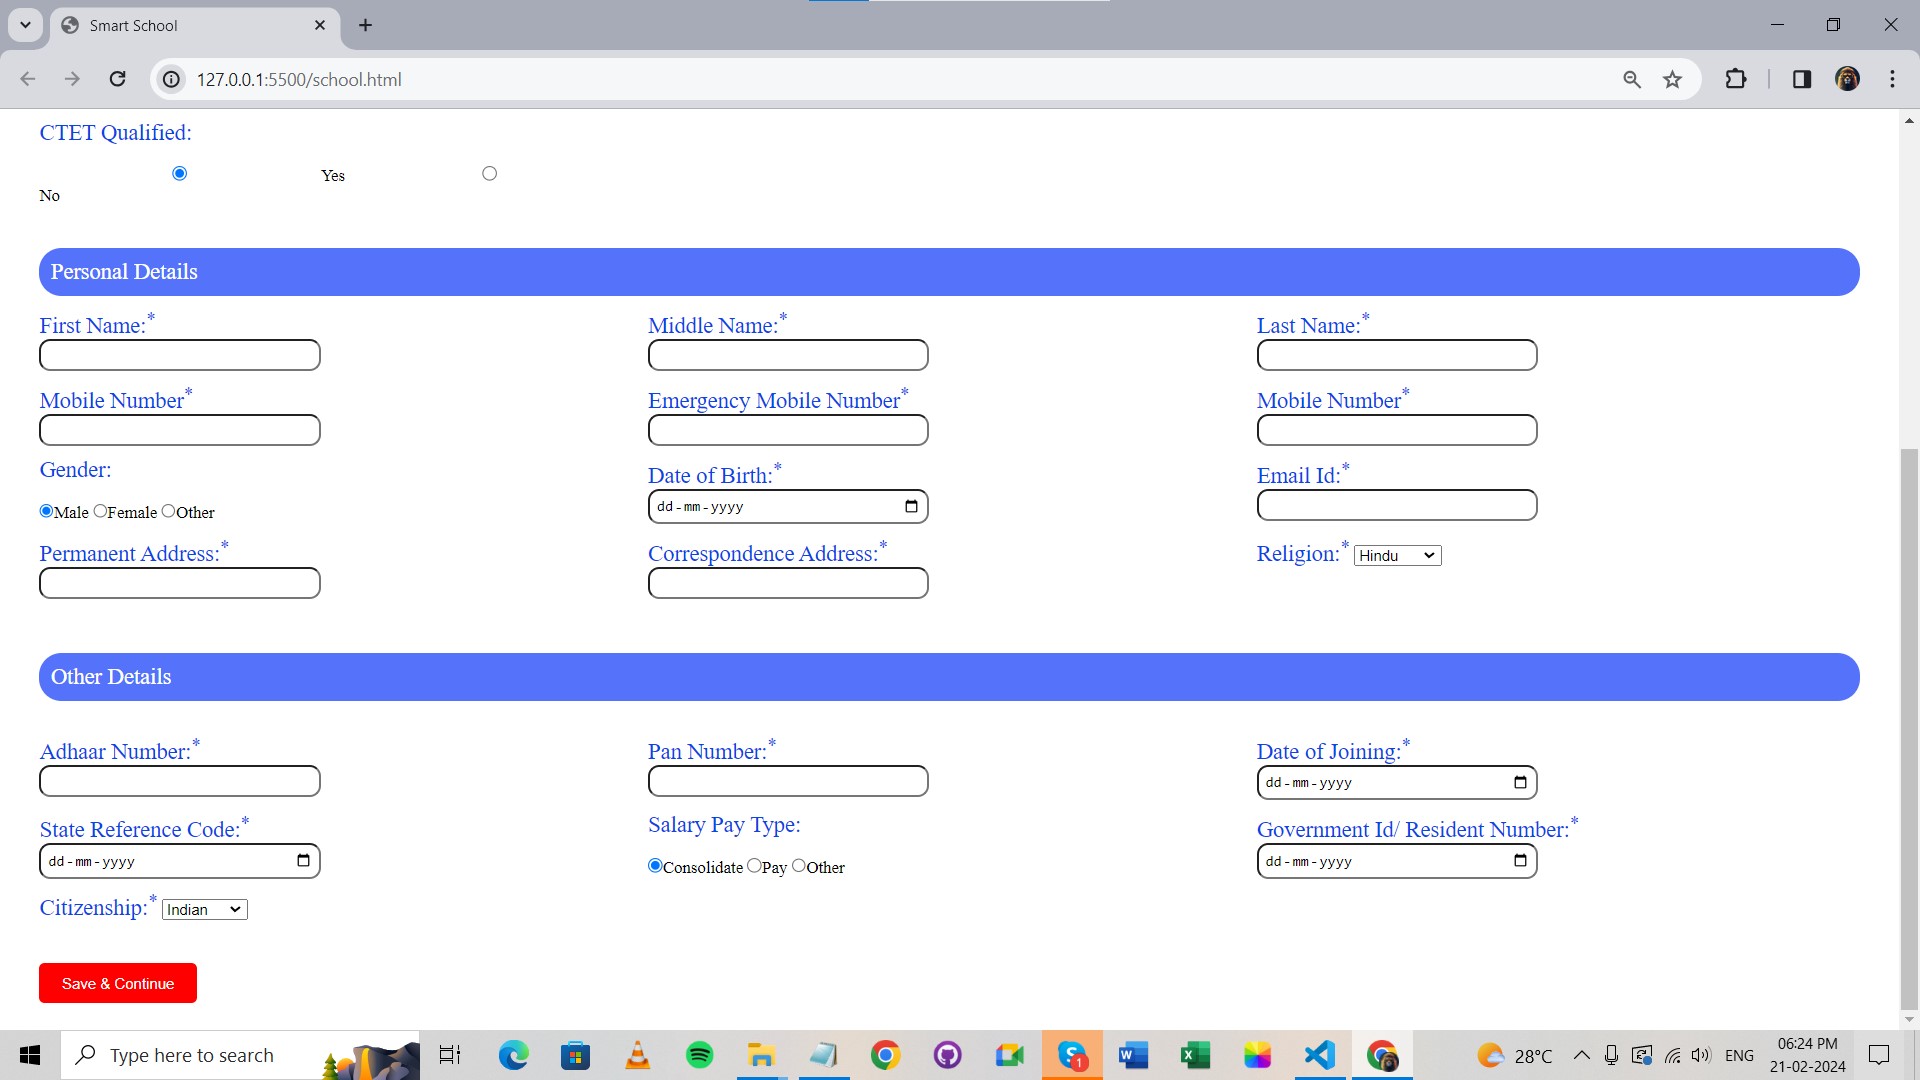 Smart School
127.0.0.1:5500/school.html
CTET Qualified:
Yes
No
Personal Details
First Name:* Middle Name:* Last Name:*
Mobile Number* Emergency Mobile Number* Mobile Number*
Gender: Date of Birth:* Email Id:*
dd-mm-yyyy
Male Female Other
Permanent Address:* Correspondence Address:* Religion:* Hindu
Other Details
Adhaar Number:* Pan Number:* Date of Joining:*
dd-mm-yyyy
State Reference Code:* Salary Pay Type: Government Id/ Resident Number:*
dd-mm-yyyy Consolidate Pay Other dd-mm-yyyy
Citizenship:* Indian
Save & Continue
Type here to search
S 1
W
X
28°C
ENG
06:24 PM
21-02-2024